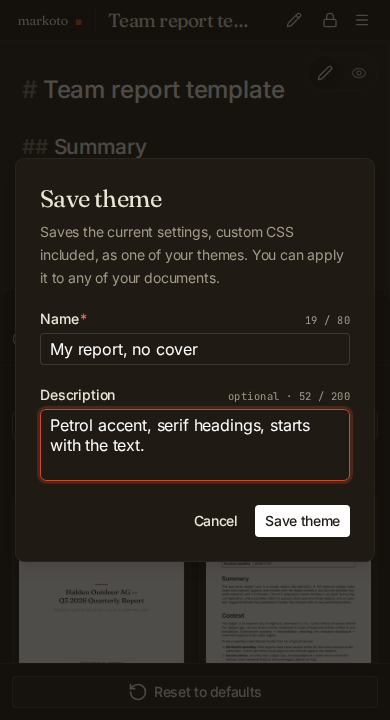 markoto
Team report te...
# Team report template
## Summary
Save theme
Saves the current settings, custom CSS
included, as one of your themes. You can apply
it to any of your documents.
Name* 19 / 80
My report, no cover
Description optional · 52 / 200
Petrol accent, serif headings, starts
with the text.
Cancel Save theme
Halden Outdoor AG —
Q3 2028 Quarterly Report
Summary
Context
Reset to defaults